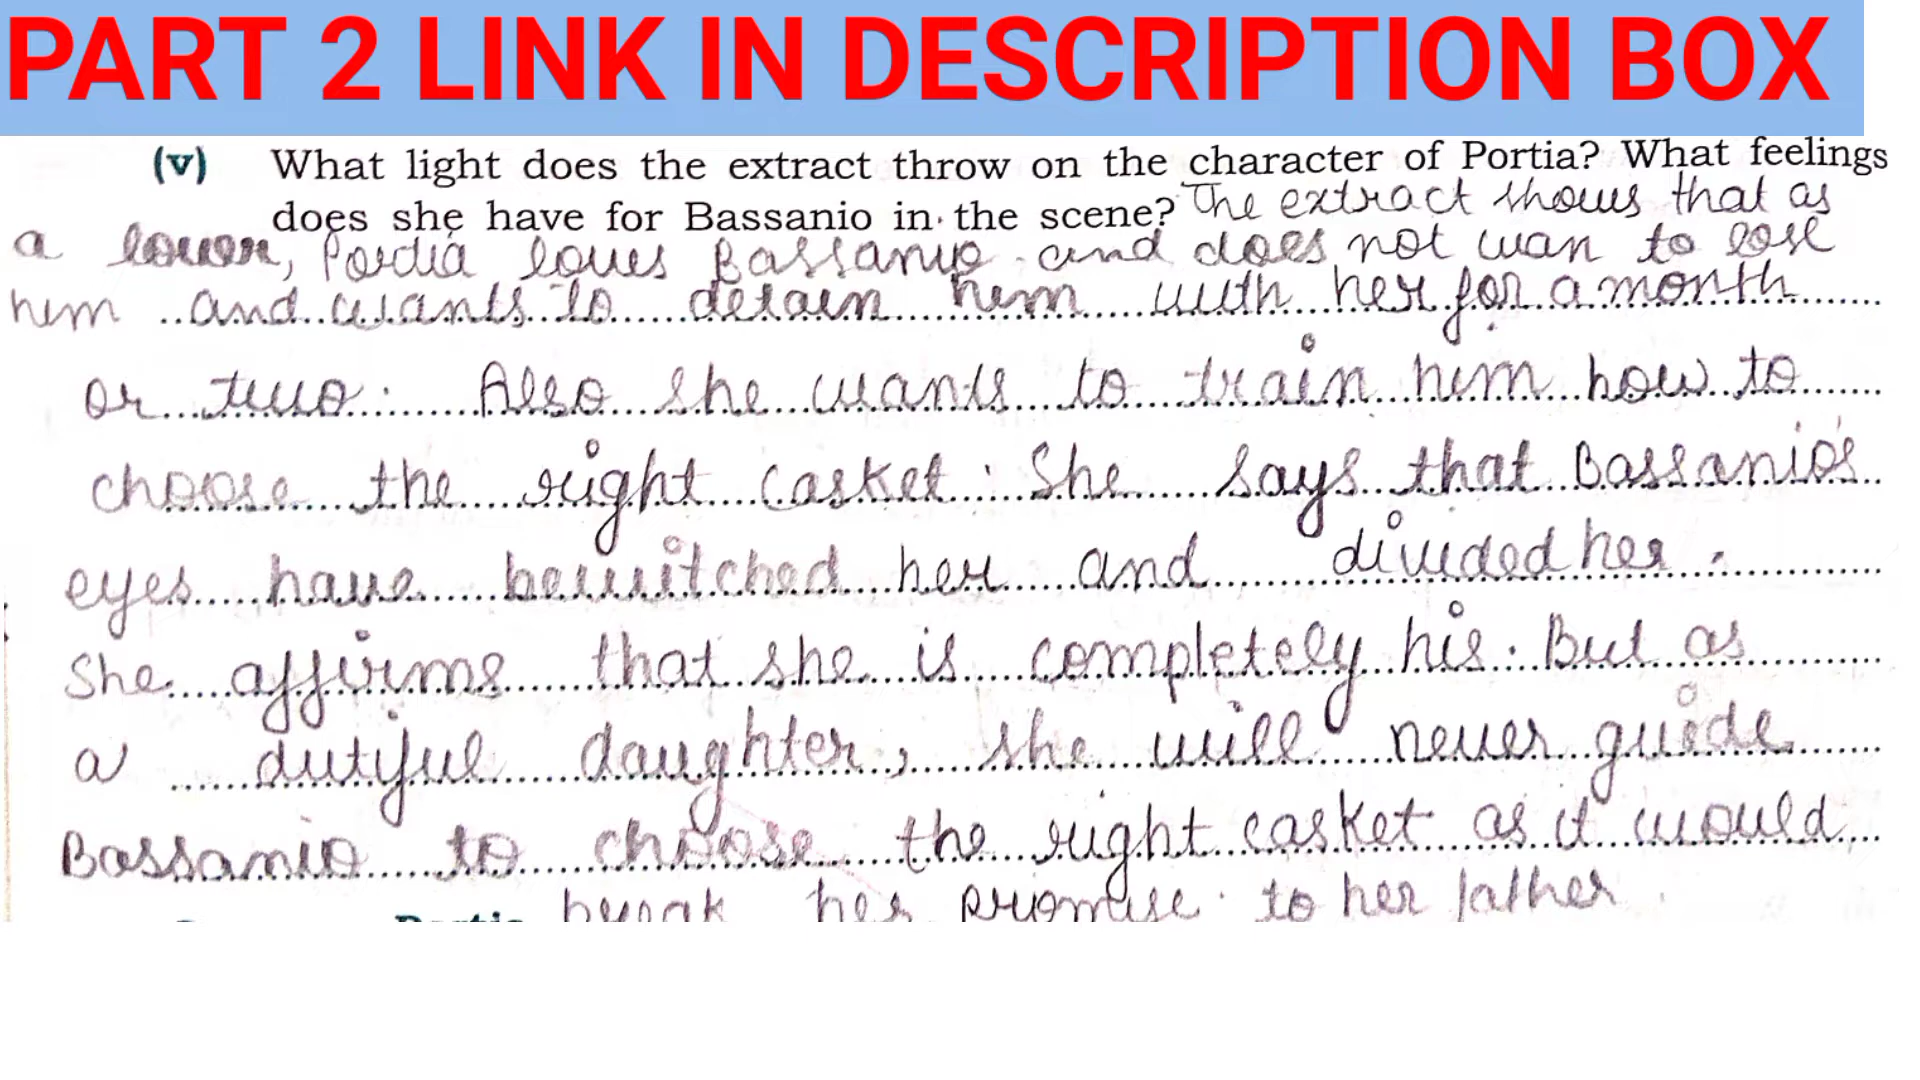 PART 2 LINK IN DESCRIPTION BOX
(v) What light does the extract throw on the character of Portia? What feelings
does she have for Bassanio in the scene? The extract shows that as
a lover, Portia loves Bassanio and does not wan to lose
him and wants to detain him with her for a month
or two. Also she wants to train him how to
choose the right casket. She says that Bassanio's
eyes have bewitched her and divided her.
She affirms that she is completely his. But as
a dutiful daughter, she will never guide
Bassanio to choose the right casket as it would
break her promise to her father.